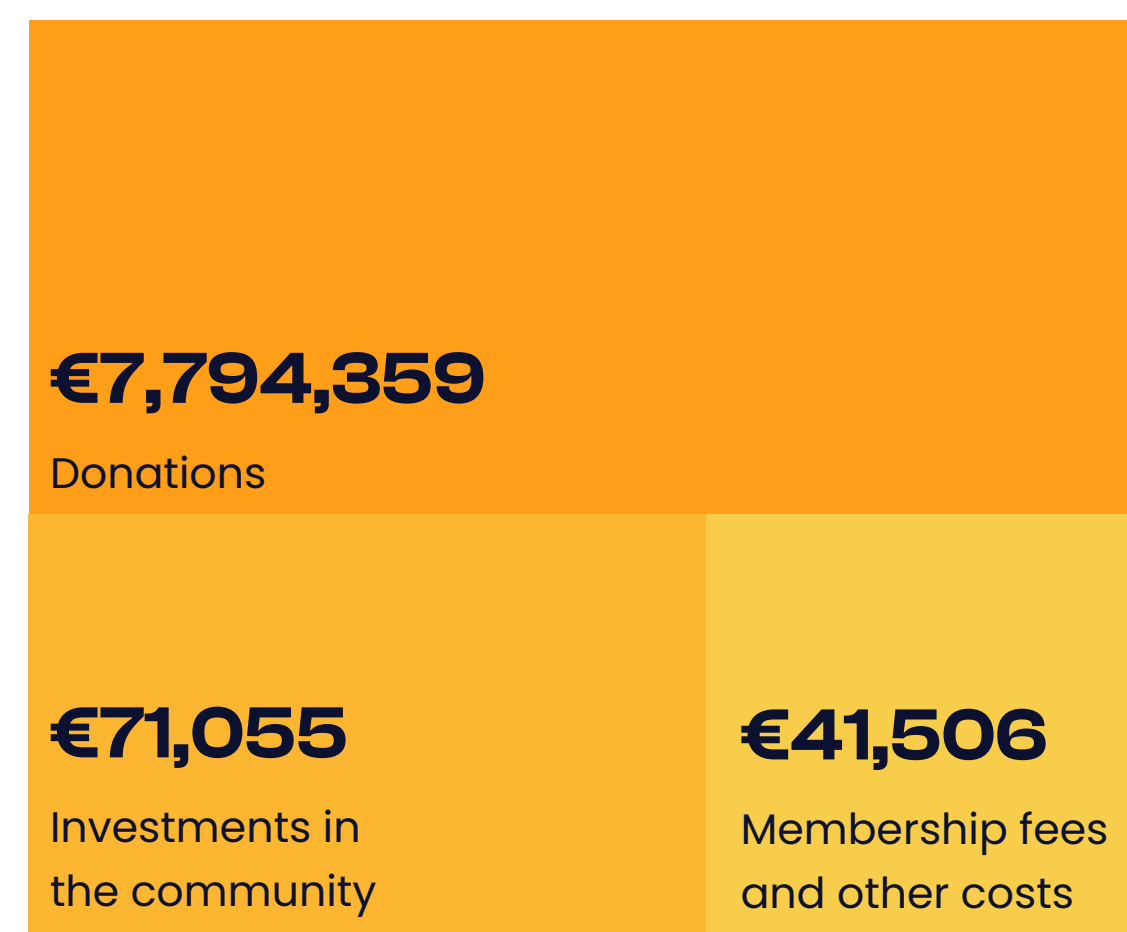 €7,794,359
Donations
€71,055
Investments in
the community
€41,506
Membership fees
and other costs